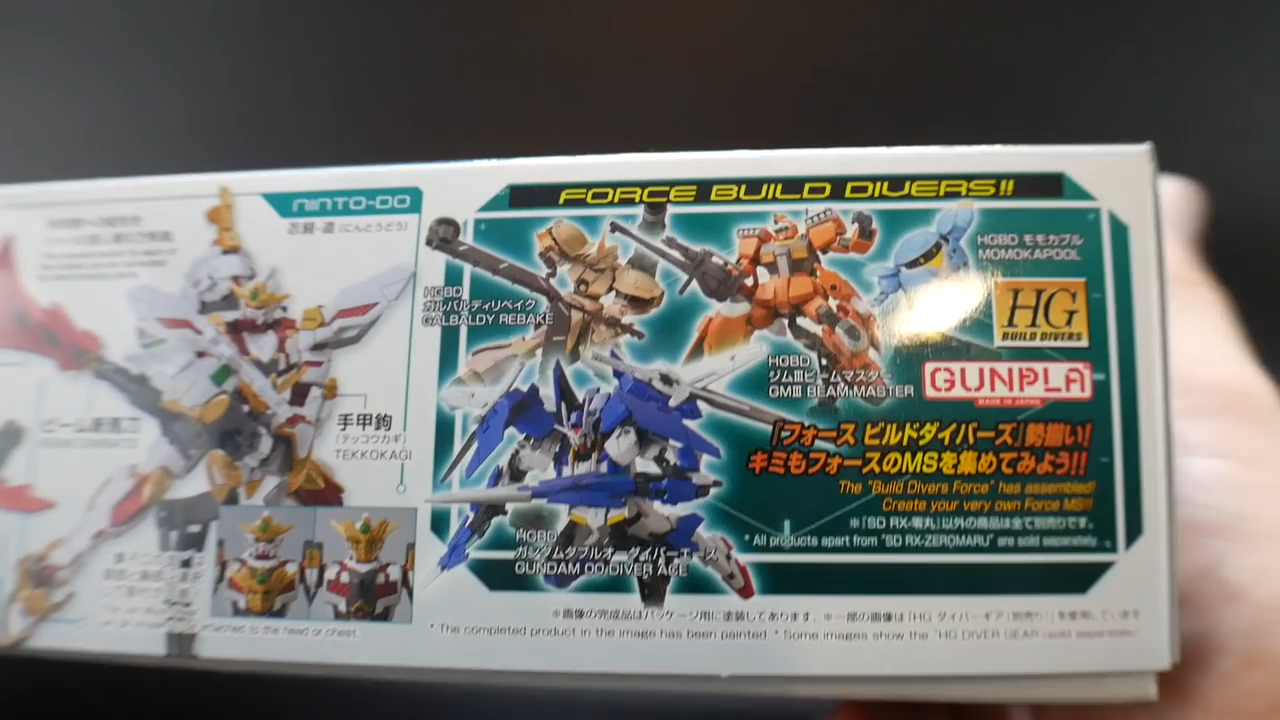 NINTO-DO
忍闘・道(にんとうどう)
手甲鉤
(テッコウカギ)
TEKKOKAGI
ビーム斬馬刀
attached to the head or chest.
FORCE BUILD DIVERS!!
HGBD
ガルバルディリベイク
GALBALDY REBAKE
HGBD モモカプル
MOMOKAPOOL
HG
BUILD DIVERS
HGBD
ジムⅢビームマスター
GMⅢ BEAM MASTER
GUNPLA
MADE IN JAPAN
『フォース ビルドダイバーズ』勢揃い!
キミもフォースのMSを集めてみよう!!
The "Build Divers Force" has assembled!
Create your very own Force MS!!
※『SD RX-零丸』以外の商品は全て別売りです。
* All products apart from "SD RX-ZEROMARU" are sold separately.
HGBD
ガンダムダブルオーダイバーエース
GUNDAM 00 DIVER ACE
※画像の完成品はパッケージ用に塗装してあります。※一部の画像は「HG ダイバーギア(別売り)」を使用しています
* The completed product in the image has been painted. * Some images show the "HG DIVER GEAR (sold separately)